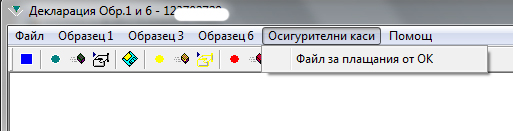 Декларация Обр.1 и 6 -
Файл Образец 1 Образец 3 Образец 6 Осигурителни каси Помощ
Файл за плащания от ОК